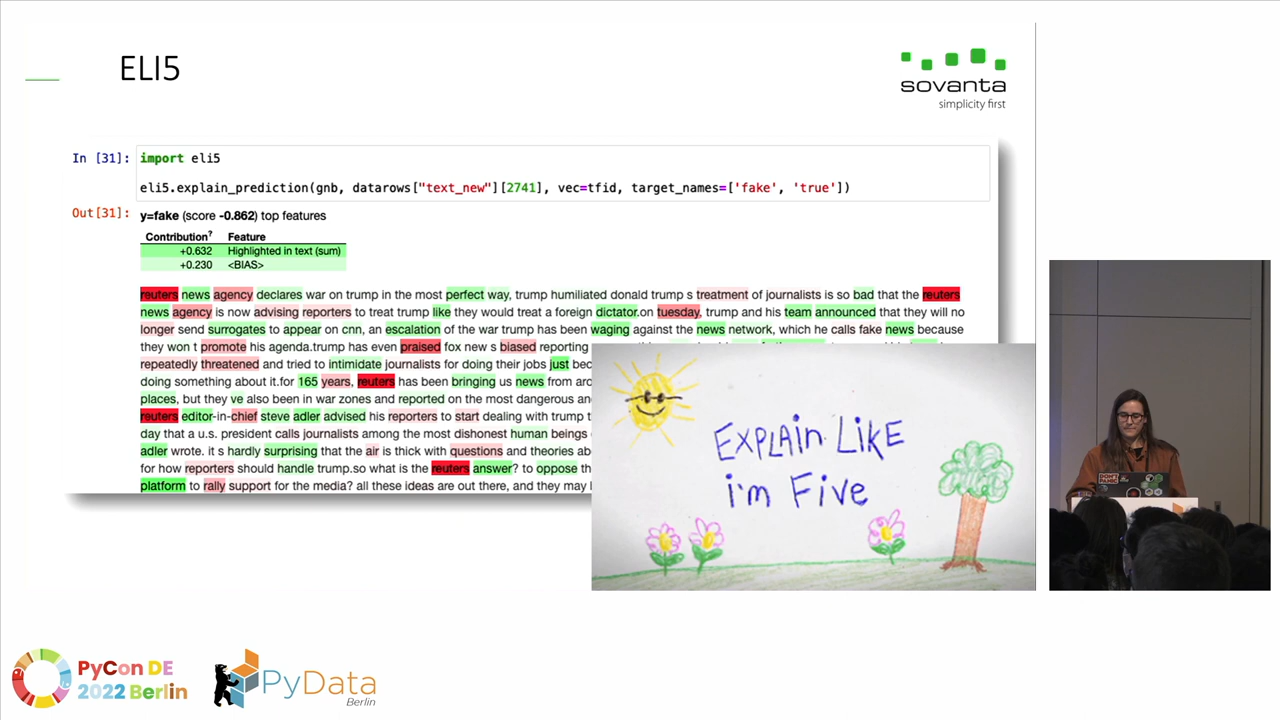 ELI5
sovanta
simplicity first
In [31]: import eli5
eli5.explain_prediction(gnb, datarows["text_new"][2741], vec=tfid, target_names=['fake', 'true'])
Out[31]: y=fake (score -0.862) top features
Contribution? Feature
+0.632 Highlighted in text (sum)
+0.230 <BIAS>
reuters news agency declares war on trump in the most perfect way, trump humiliated donald trump s treatment of journalists is so bad that the reuters
news agency is now advising reporters to treat trump like they would treat a foreign dictator.on tuesday, trump and his team announced that they will no
longer send surrogates to appear on cnn, an escalation of the war trump has been waging against the news network, which he calls fake news because
they won t promote his agenda.trump has even praised fox new s biased reporting
repeatedly threatened and tried to intimidate journalists for doing their jobs just bec
doing something about it.for 165 years, reuters has been bringing us news from aro
places, but they ve also been in war zones and reported on the most dangerous an
reuters editor-in-chief steve adler advised his reporters to start dealing with trump t
day that a u.s. president calls journalists among the most dishonest human beings
adler wrote. it s hardly surprising that the air is thick with questions and theories abo
for how reporters should handle trump.so what is the reuters answer? to oppose th
platform to rally support for the media? all these ideas are out there, and they may l
EXPLAIN LIKE
i'm Five
PyCon DE
2022 Berlin
PyData
Berlin